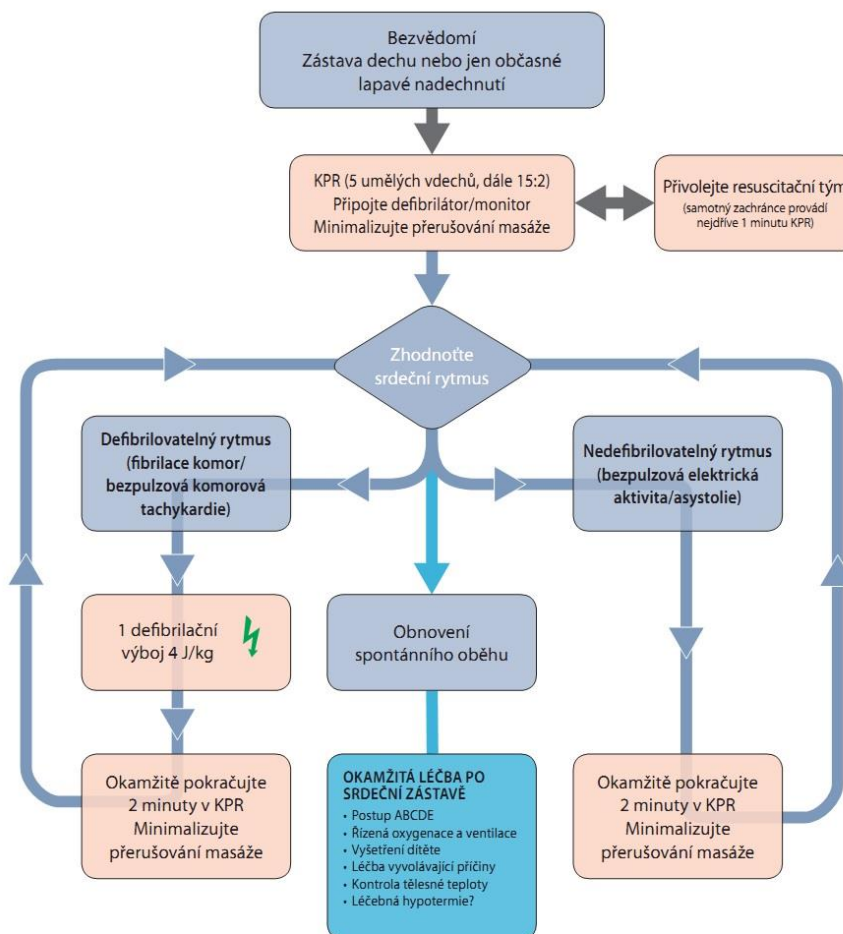 Bezvědomí
Zástava dechu nebo jen občasné
lapavé nadechnutí
KPR (5 umělých vdechů, dále 15:2)
Připojte defibrilátor/monitor
Minimalizujte přerušování masáže
Přivolejte resuscitační tým
(samotný zachránce provádí
nejdříve 1 minutu KPR)
Zhodnoťte
srdeční rytmus
Defibrilovatelný rytmus
(fibrilace komor/
bezpulzová komorová
tachykardie)
Nedefibrilovatelný rytmus
(bezpulzová elektrická
aktivita/asystolie)
1 defibrilační
výboj 4 J/kg
Obnovení
spontánního oběhu
Okamžitě pokračujte
2 minuty v KPR
Minimalizujte
přerušování masáže
OKAMŽITÁ LÉČBA PO
SRDEČNÍ ZÁSTAVĚ
• Postup ABCDE
• Řízená oxygenace a ventilace
• Vyšetření dítěte
• Léčba vyvolávající příčiny
• Kontrola tělesné teploty
• Léčebná hypotermie?
Okamžitě pokračujte
2 minuty v KPR
Minimalizujte
přerušování masáže